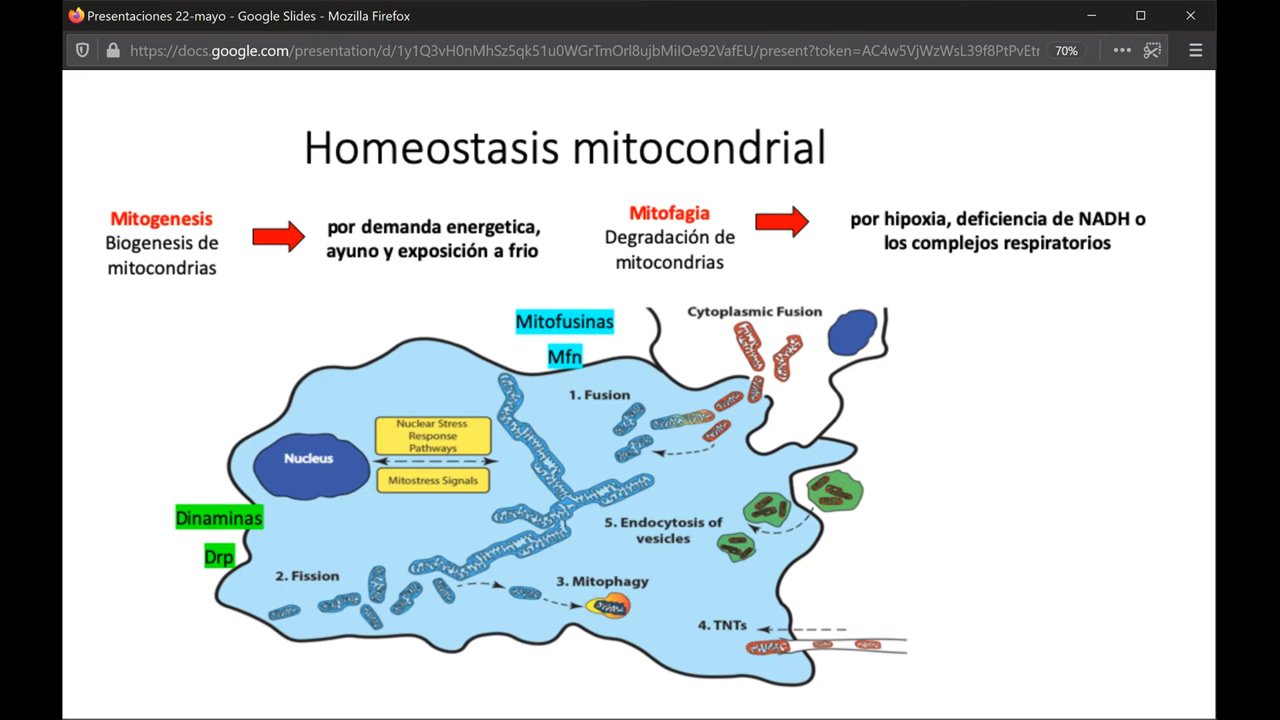 Presentaciones 22-mayo - Google Slides - Mozilla Firefox
https://docs.google.com/presentation/d/1y1Q3vH0nMhSz5qk51u0WGrTmOrl8ujbMiIOe92VafEU/present?token=AC4w5VjWzWsL39f8PtPvEtr
70%
Homeostasis mitocondrial
Mitogenesis
Biogenesis de
mitocondrias
por demanda energetica,
ayuno y exposición a frio
Mitofagia
Degradación de
mitocondrias
por hipoxia, deficiencia de NADH o
los complejos respiratorios
Mitofusinas
Mfn
Cytoplasmic Fusion
1. Fusion
Nuclear Stress
Response
Pathways
Nucleus
Mitostress Signals
Dinaminas
Drp
5. Endocytosis of
vesicles
2. Fission
3. Mitophagy
4. TNTs